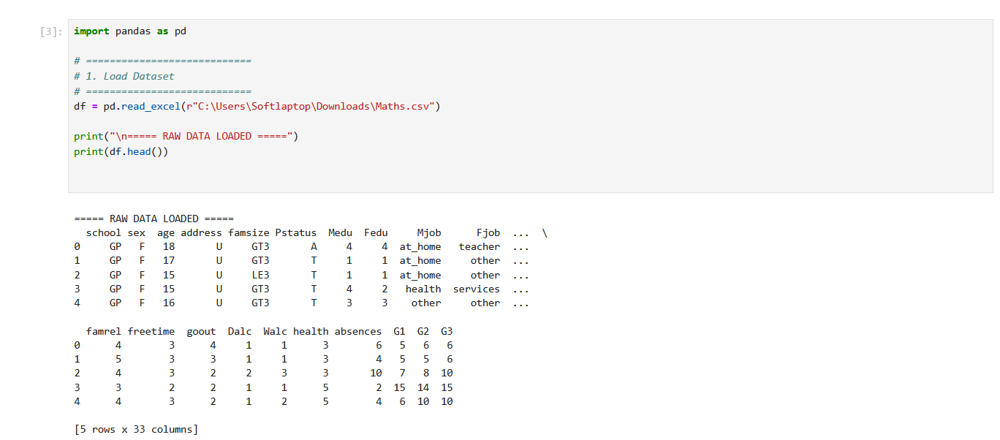 [3]: import pandas as pd
# ============================
# 1. Load Dataset
# ============================
df = pd.read_excel(r"C:\Users\Softlaptop\Downloads\Maths.csv")
print("\n===== RAW DATA LOADED =====")
print(df.head())
===== RAW DATA LOADED =====
  school sex  age address famsize Pstatus  Medu  Fedu     Mjob      Fjob  ...  \
0     GP   F   18       U     GT3       A     4     4  at_home   teacher  ...
1     GP   F   17       U     GT3       T     1     1  at_home     other  ...
2     GP   F   15       U     LE3       T     1     1  at_home     other  ...
3     GP   F   15       U     GT3       T     4     2   health  services  ...
4     GP   F   16       U     GT3       T     3     3    other     other  ...
  famrel freetime  goout  Dalc  Walc health absences  G1  G2  G3
0      4        3      4     1     1      3        6   5   6   6
1      5        3      3     1     1      3        4   5   5   6
2      4        3      2     2     3      3       10   7   8  10
3      3        2      2     1     1      5        2  15  14  15
4      4        3      2     1     2      5        4   6  10  10
[5 rows x 33 columns]